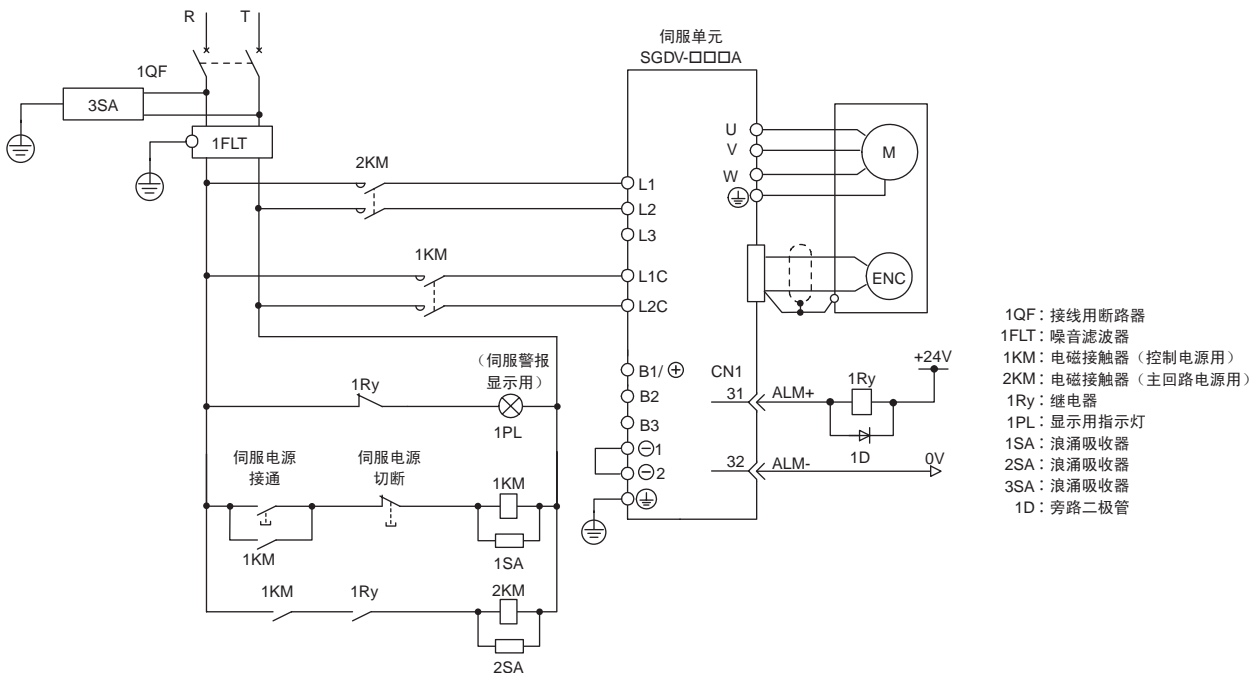 R T
伺服单元
SGDV-□□□A
1QF
3SA
1FLT
U
V
W
M
2KM
L1
L2
L3
1KM
L1C
L2C
ENC
(伺服警报
显示用)
1Ry
1PL
B1/⊕
B2
B3
⊖1
⊖2
CN1
31 ALM+
1Ry
+24V
1D
32 ALM-
0V
伺服电源
接通
伺服电源
切断
1KM
1KM
1SA
1KM 1Ry 2KM
2SA
1QF:接线用断路器
1FLT:噪音滤波器
1KM:电磁接触器(控制电源用)
2KM:电磁接触器(主回路电源用)
1Ry:继电器
1PL:显示用指示灯
1SA:浪涌吸收器
2SA:浪涌吸收器
3SA:浪涌吸收器
1D:旁路二极管